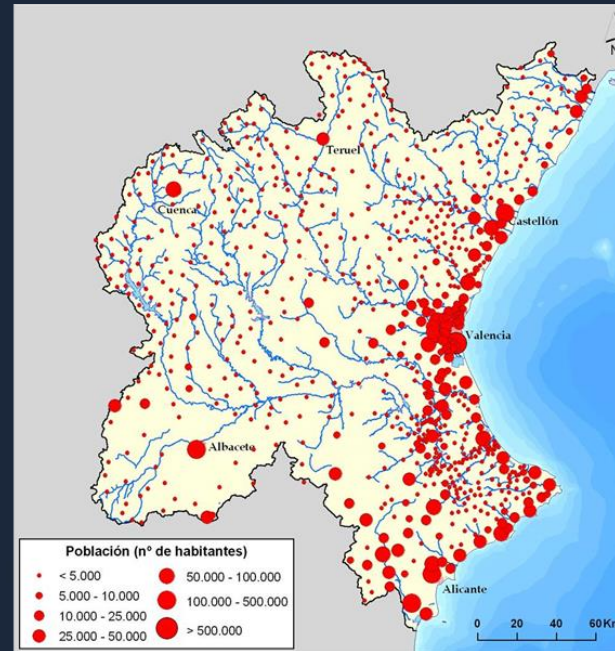 N
Teruel
Cuenca
Castellón
Valencia
Albacete
Alicante
Población (nº de habitantes)
< 5.000
5.000 - 10.000
10.000 - 25.000
25.000 - 50.000
50.000 - 100.000
100.000 - 500.000
> 500.000
0 20 40 60 Km